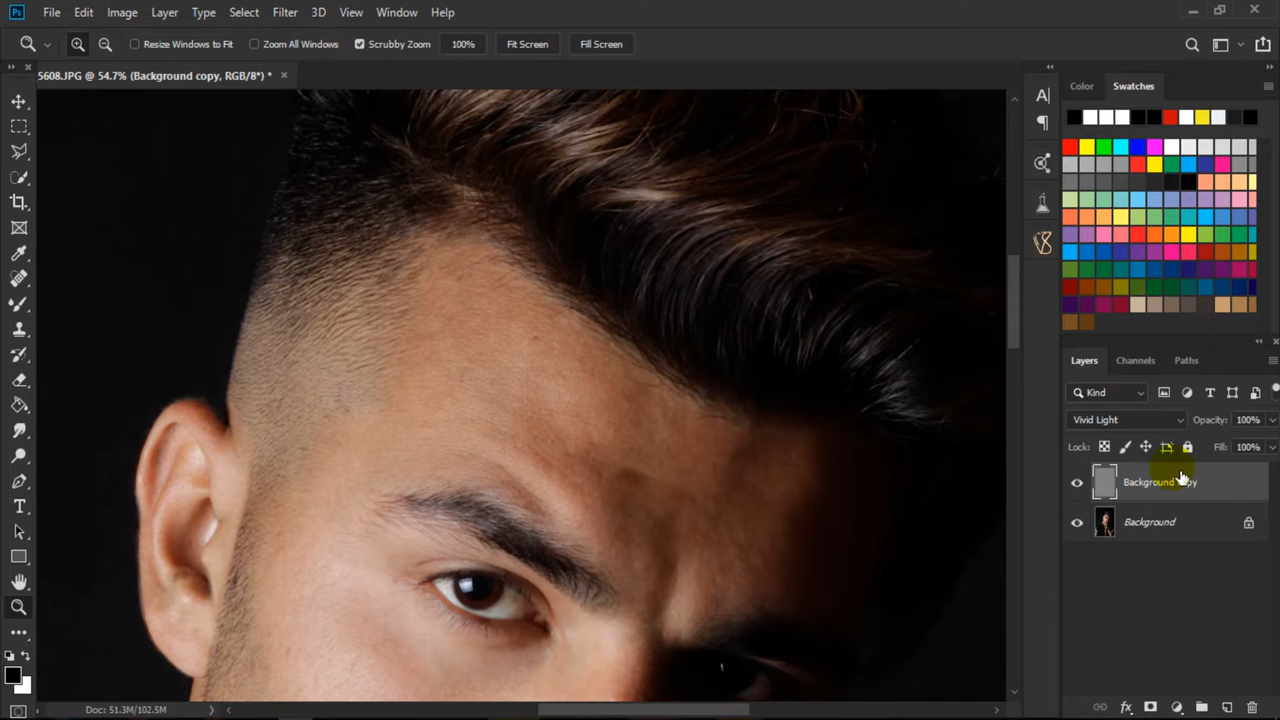 Ps File Edit Image Layer Type Select Filter 3D View Window Help
Resize Windows to Fit Zoom All Windows Scrubby Zoom 100% Fit Screen Fill Screen
5608.JPG @ 54.7% (Background copy, RGB/8*) *
Color Swatches
Layers Channels Paths
Kind
Vivid Light Opacity: 100%
Lock: Fill: 100%
Background copy
Background
Doc: 51.3M/102.5M